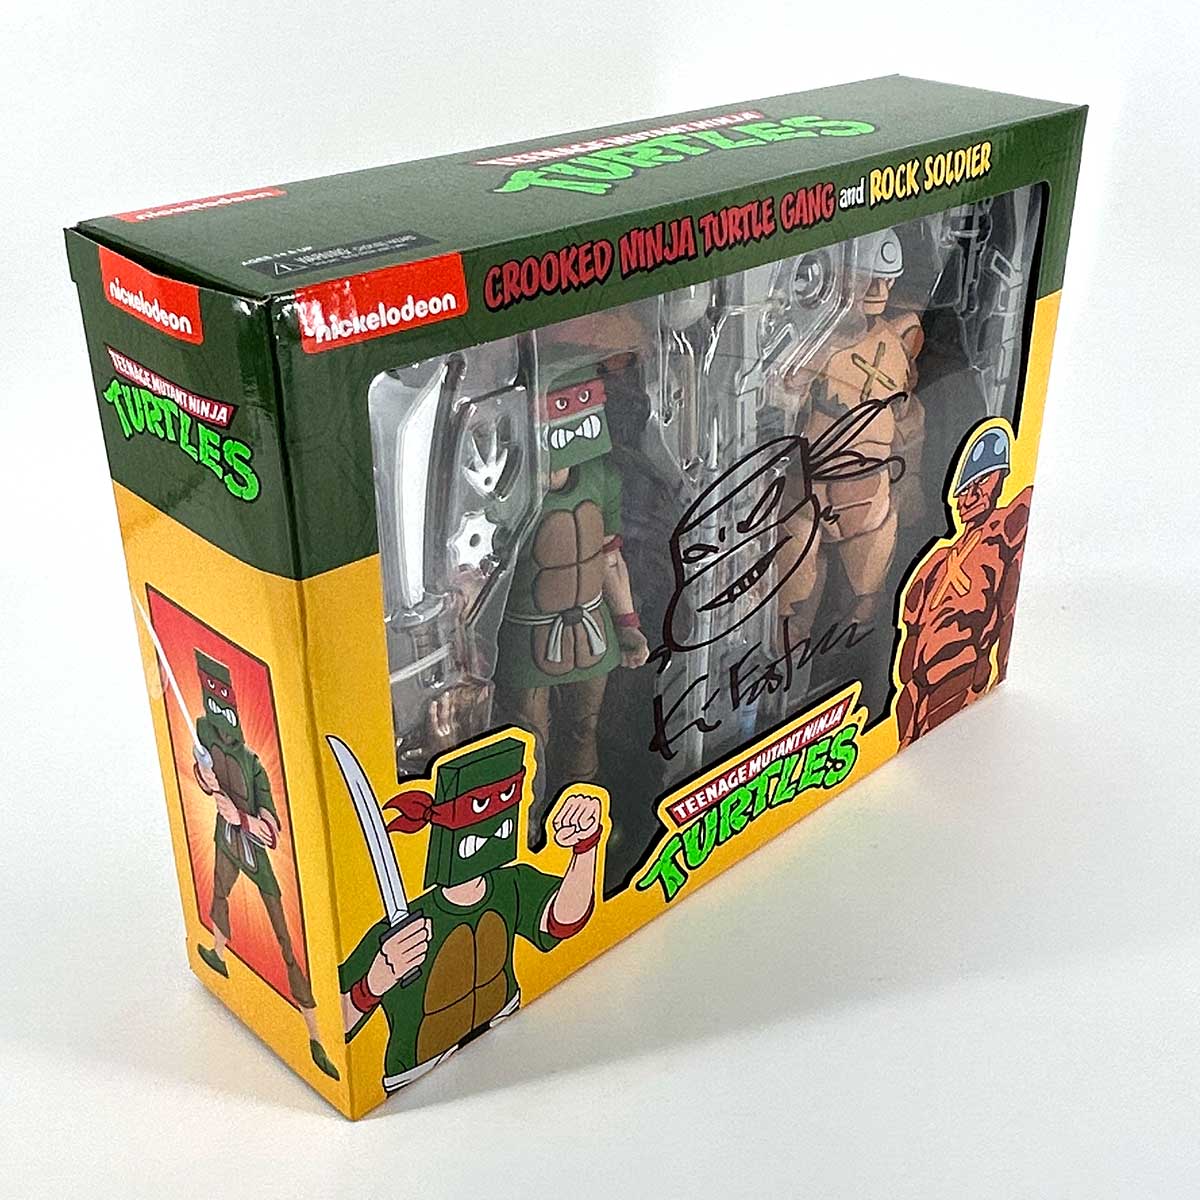 TEENAGE MUTANT NINJA
TURTLES
nickelodeon
WARNING:
CROOKED NINJA TURTLE GANG and ROCK SOLDIER
nickelodeon
nickelodeon
TEENAGE MUTANT NINJA
TURTLES
TEENAGE MUTANT NINJA
TURTLES